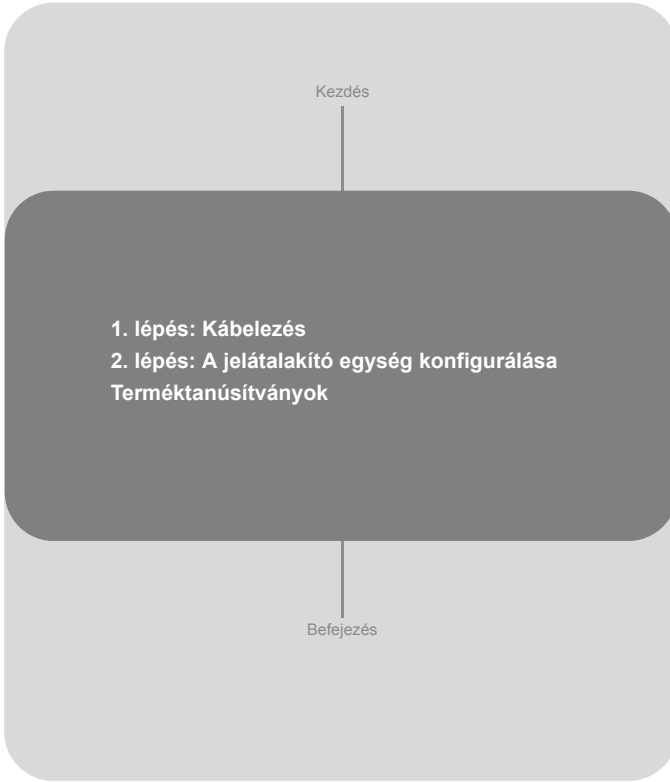 Kezdés
1. lépés: Kábelezés
2. lépés: A jelátalakító egység konfigurálása
Terméktanúsítványok
Befejezés